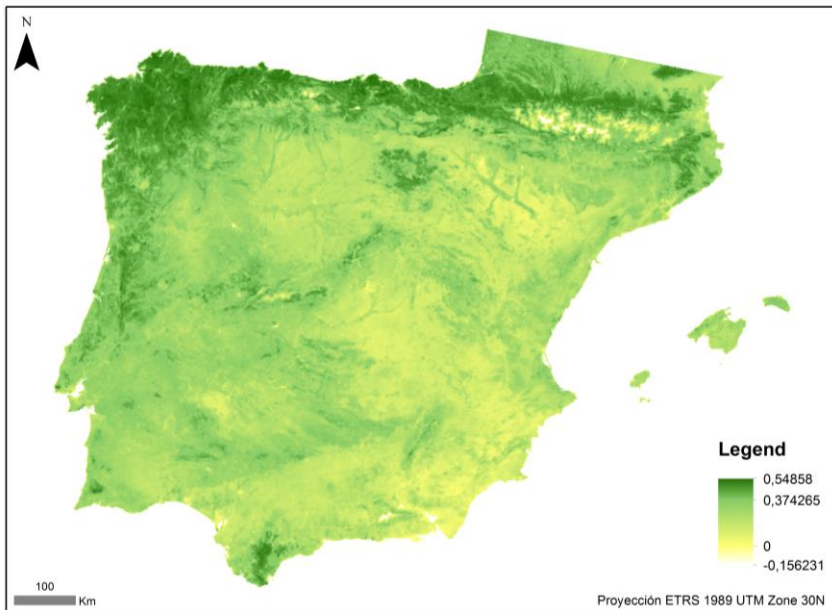 N
Legend
0,54858
0,374265
0
-0,156231
100
Km
Proyección ETRS 1989 UTM Zone 30N